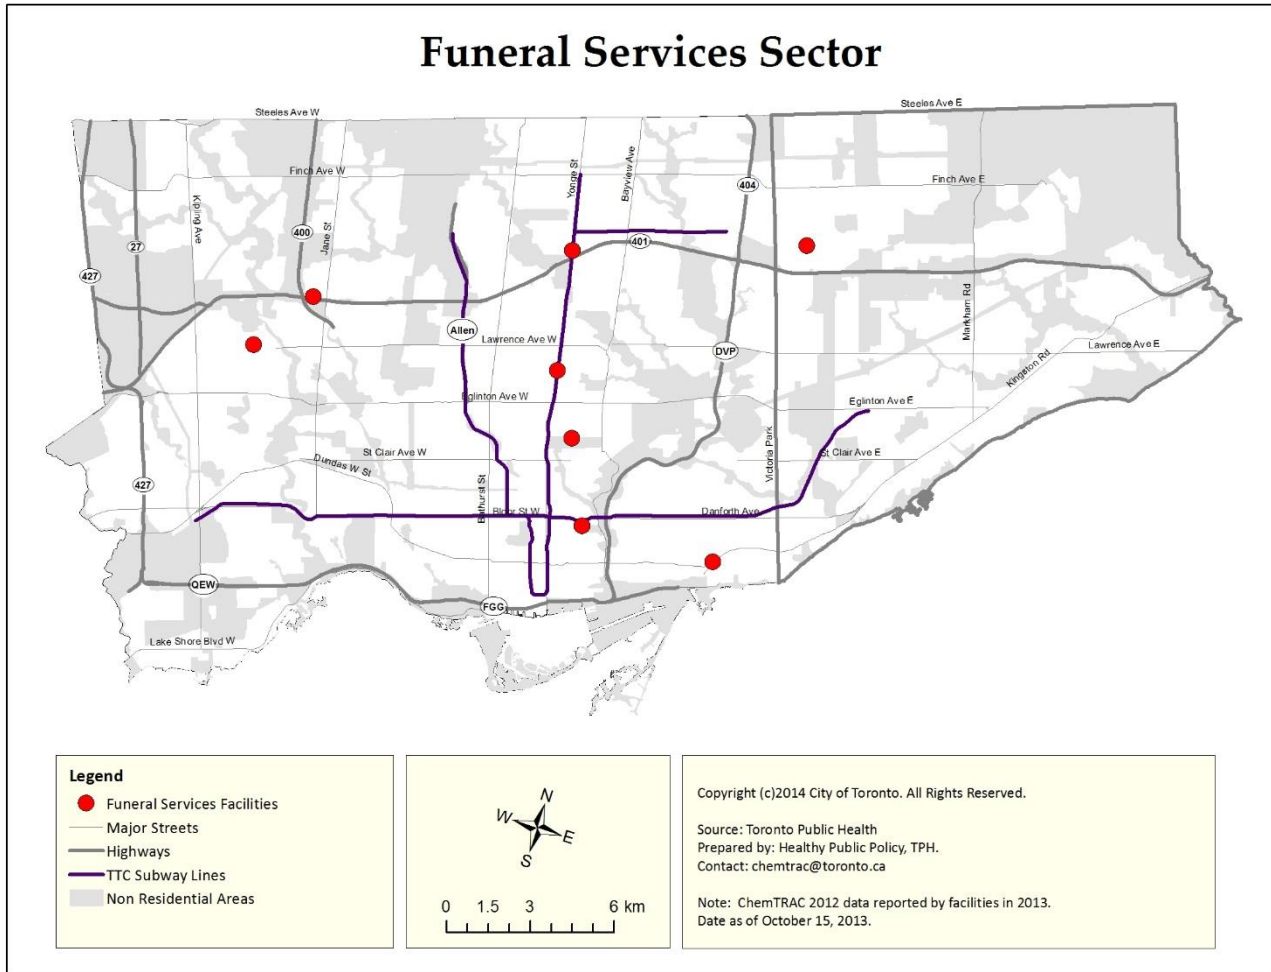 Funeral Services Sector
Steeles Ave W
Steeles Ave E
Finch Ave W
Finch Ave E
Kipling Ave
Jane St
Yonge St
Bayview Ave
404
400
401
27
427
Markham Rd
Allen
Lawrence Ave W
DVP
Lawrence Ave E
Kingston Rd
Eglinton Ave W
Eglinton Ave E
Victoria Park
St Clair Ave W
St Clair Ave E
Dundas W St
427
Bathurst St
Bloor St W
Danforth Ave
QEW
FGG
Lake Shore Blvd W
Legend
Funeral Services Facilities
Major Streets
Highways
TTC Subway Lines
Non Residential Areas
N
W
E
S
0 1.5 3 6 km
Copyright (c)2014 City of Toronto. All Rights Reserved.
Source: Toronto Public Health
Prepared by: Healthy Public Policy, TPH.
Contact: chemtrac@toronto.ca
Note: ChemTRAC 2012 data reported by facilities in 2013.
Date as of October 15, 2013.